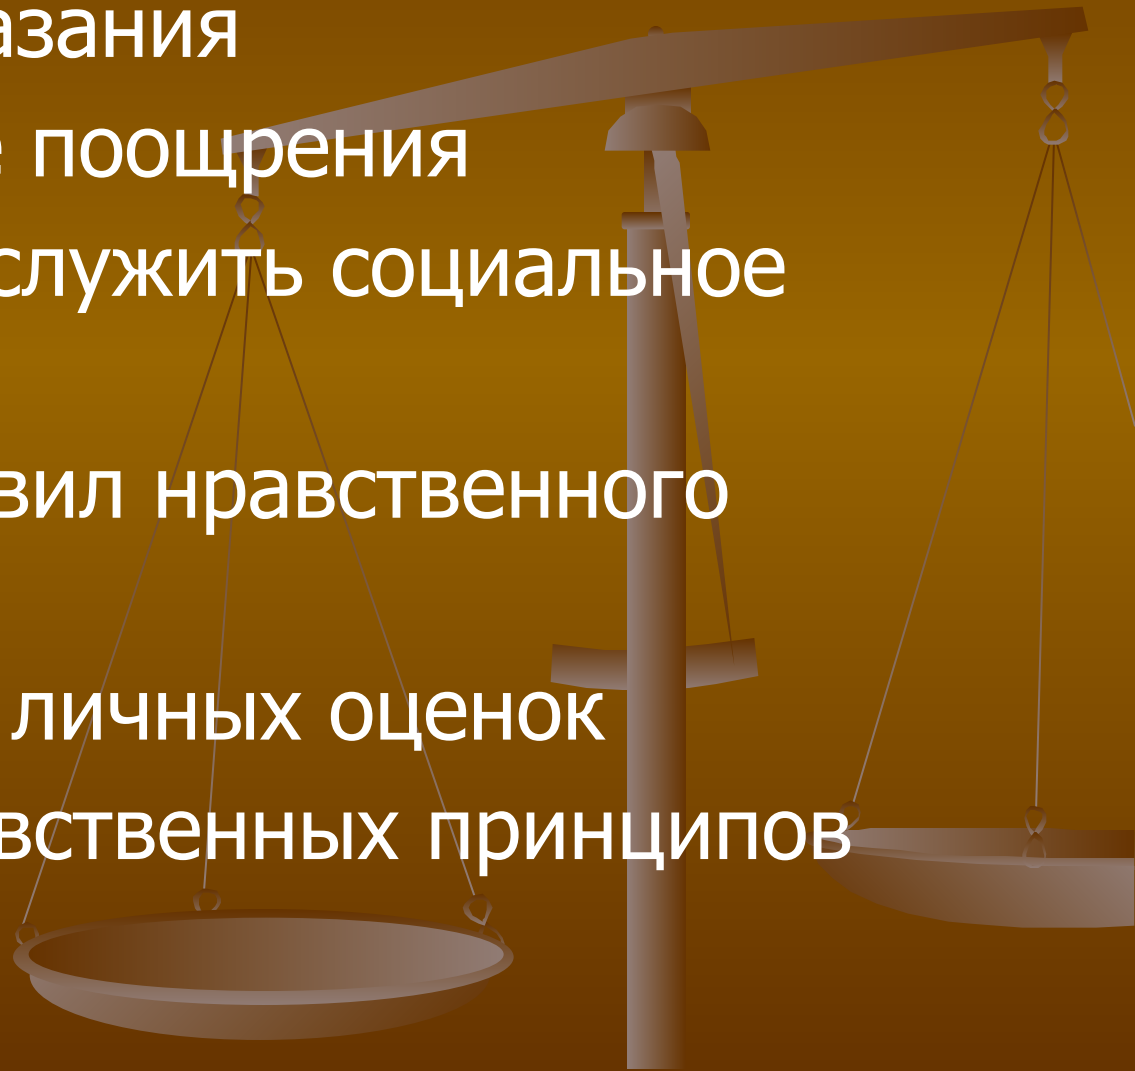 азания
е поощрения
служить социальное
вил нравственного
личных оценок
вственных принципов